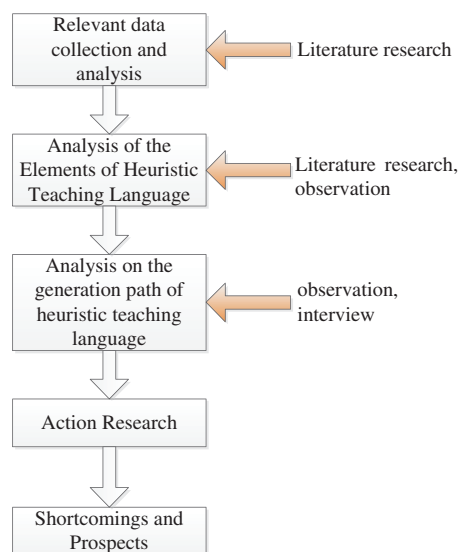 Relevant data
collection and
analysis
Literature research
Analysis of the
Elements of Heuristic
Teaching Language
Literature research,
observation
Analysis on the
generation path of
heuristic teaching
language
observation,
interview
Action Research
Shortcomings and
Prospects